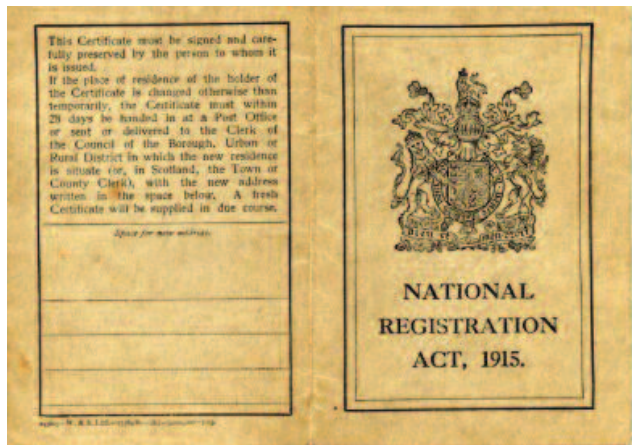 This Certificate must be signed and care-
fully preserved by the person to whom it
is issued.
If the place of residence of the holder of
the Certificate is changed otherwise than
temporarily, the Certificate must within
28 days be handed in at a Post Office
or sent or delivered to the Clerk of
the Council of the Borough, Urban or
Rural District in which the new residence
is situate (or, in Scotland, the Town or
County Clerk), with the new address
written in the space below. A fresh
Certificate will be supplied in due course.
Space for new address.
NATIONAL
REGISTRATION
ACT, 1915.